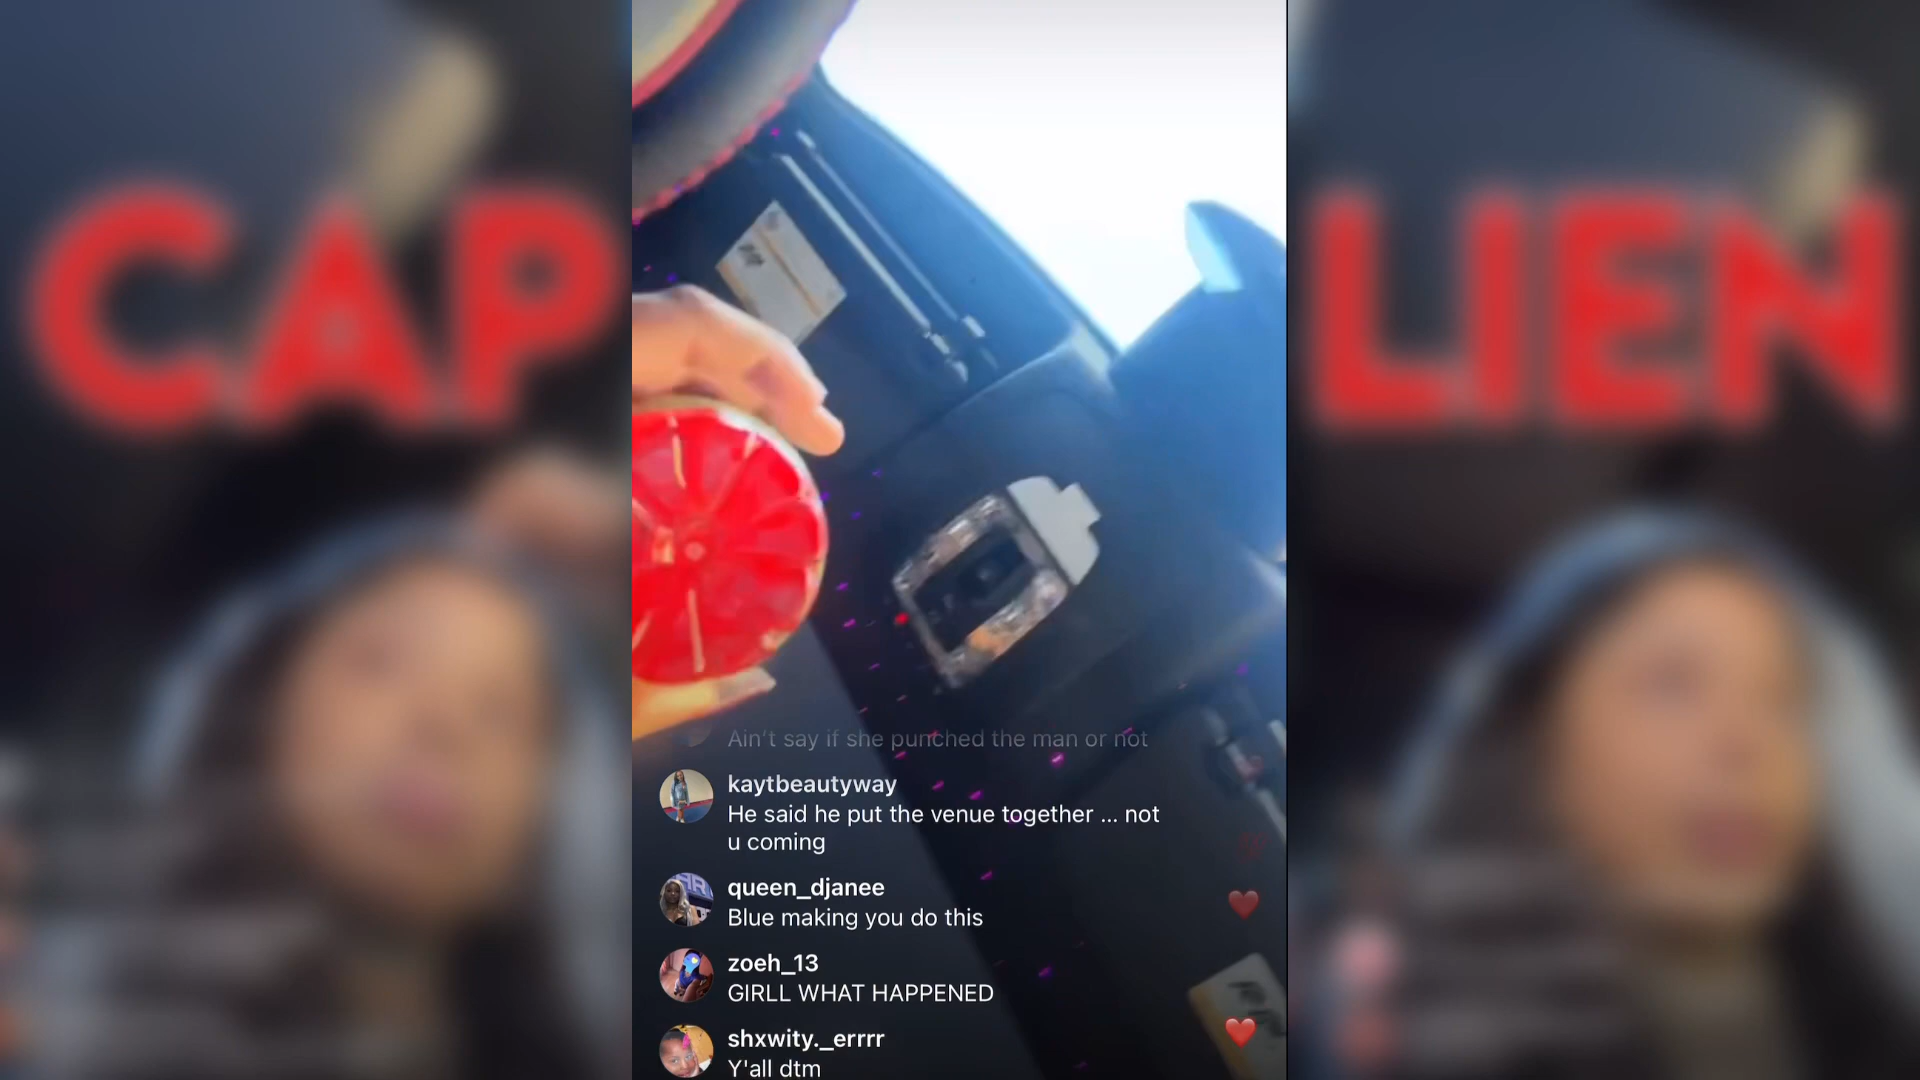 CAP
LIEN
Ain't say if she punched the man or not
kaytbeautyway
He said he put the venue together ... not
u coming
queen_djanee
Blue making you do this
zoeh_13
GIRLL WHAT HAPPENED
shxwity._errrr
Y'all dtm